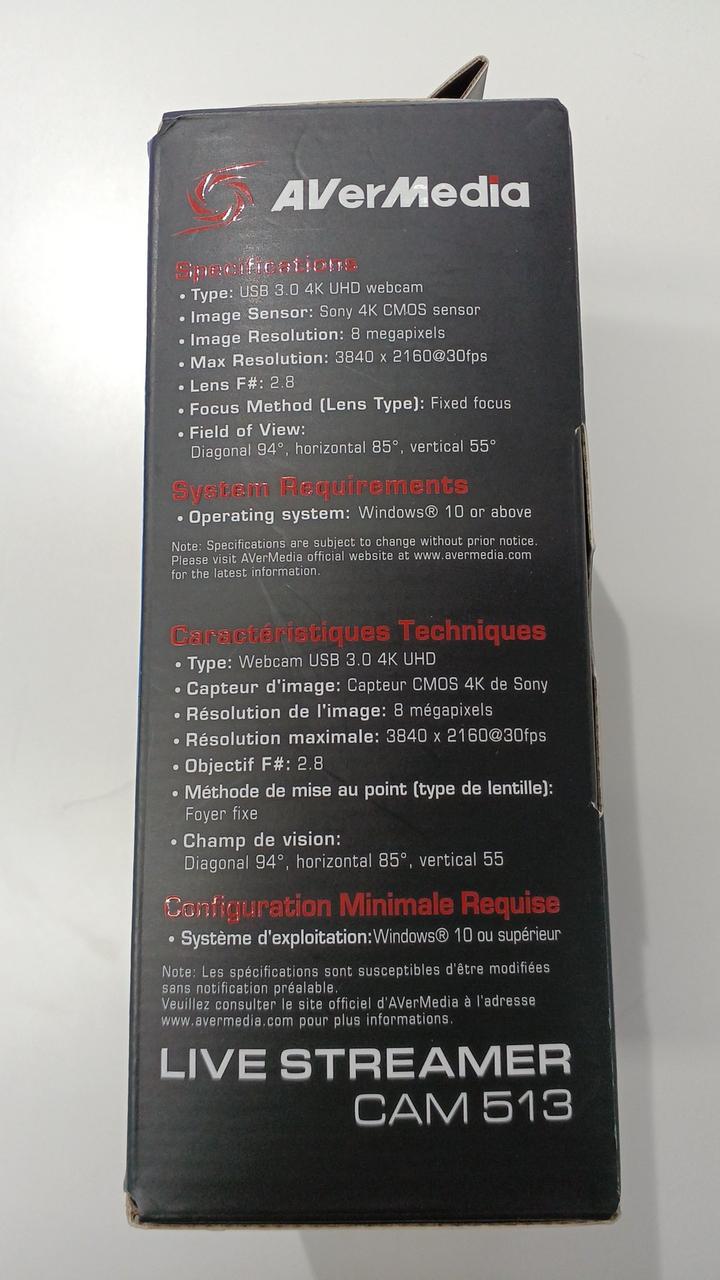 AVerMedia
Specifications
• Type: USB 3.0 4K UHD webcam
• Image Sensor: Sony 4K CMOS sensor
• Image Resolution: 8 megapixels
• Max Resolution: 3840 x 2160@30fps
• Lens F#: 2.8
• Focus Method (Lens Type): Fixed focus
• Field of View:
Diagonal 94°, horizontal 85°, vertical 55°
System Requirements
• Operating system: Windows® 10 or above
Note: Specifications are subject to change without prior notice.
Please visit AVerMedia official website at www.avermedia.com
for the latest information.
Caractéristiques Techniques
• Type: Webcam USB 3.0 4K UHD
• Capteur d'image: Capteur CMOS 4K de Sony
• Résolution de l'image: 8 mégapixels
• Résolution maximale: 3840 x 2160@30fps
• Objectif F#: 2.8
• Méthode de mise au point (type de lentille):
Foyer fixe
• Champ de vision:
Diagonal 94°, horizontal 85°, vertical 55
Configuration Minimale Requise
• Système d'exploitation:Windows® 10 ou supérieur
Note: Les spécifications sont susceptibles d'être modifiées
sans notification préalable.
Veuillez consulter le site officiel d'AVerMedia à l'adresse
www.avermedia.com pour plus informations.
LIVE STREAMER
CAM 513